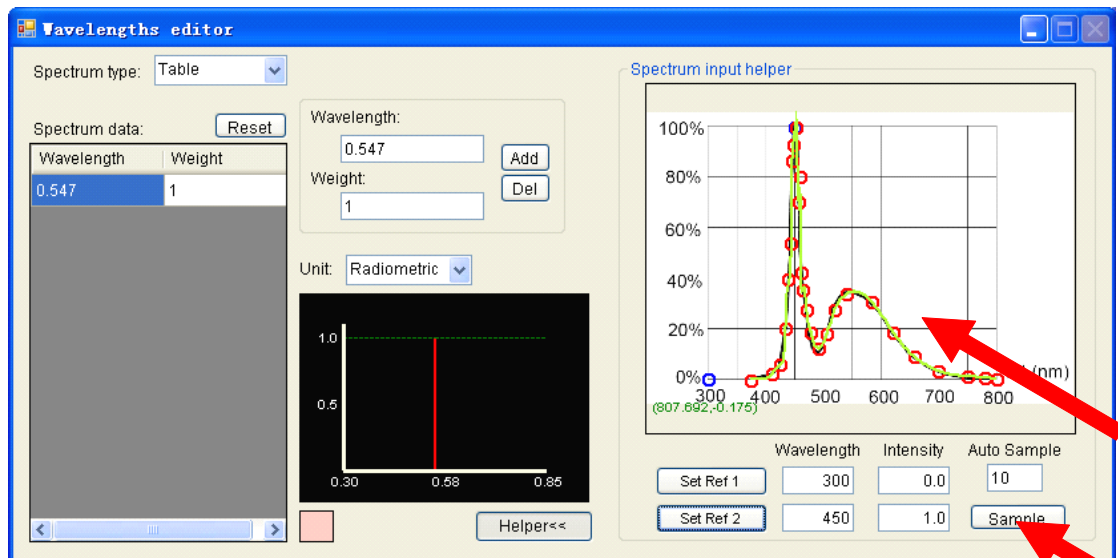 Wavelengths editor
Spectrum type: Table
Spectrum data: Reset
Wavelength Weight
0.547 1
Wavelength:
0.547
Add
Weight:
Del
1
Unit: Radiometric
1.0
0.5
0.30 0.58 0.85
Helper<<
Spectrum input helper
100%
80%
60%
40%
20%
0%
300 400 500 600 700 800
(nm)
(807.692,-0.175)
Wavelength Intensity Auto Sample
Set Ref 1 300 0.0 10
Set Ref 2 450 1.0 Sample